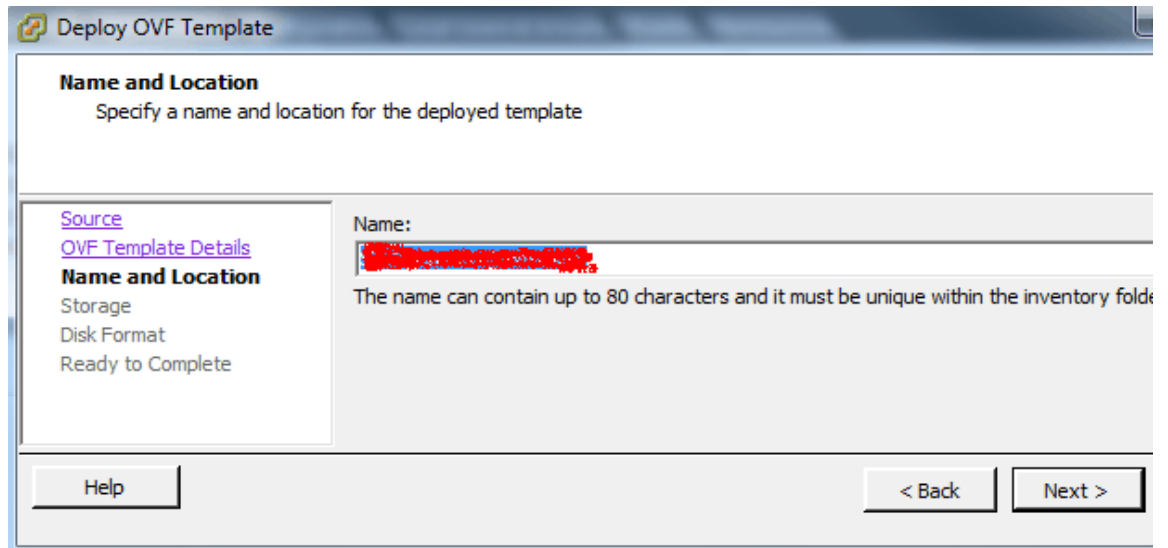 Deploy OVF Template
Name and Location
Specify a name and location for the deployed template
Source
OVF Template Details
Name and Location
Storage
Disk Format
Ready to Complete
Name:
The name can contain up to 80 characters and it must be unique within the inventory folde
Help
< Back
Next >